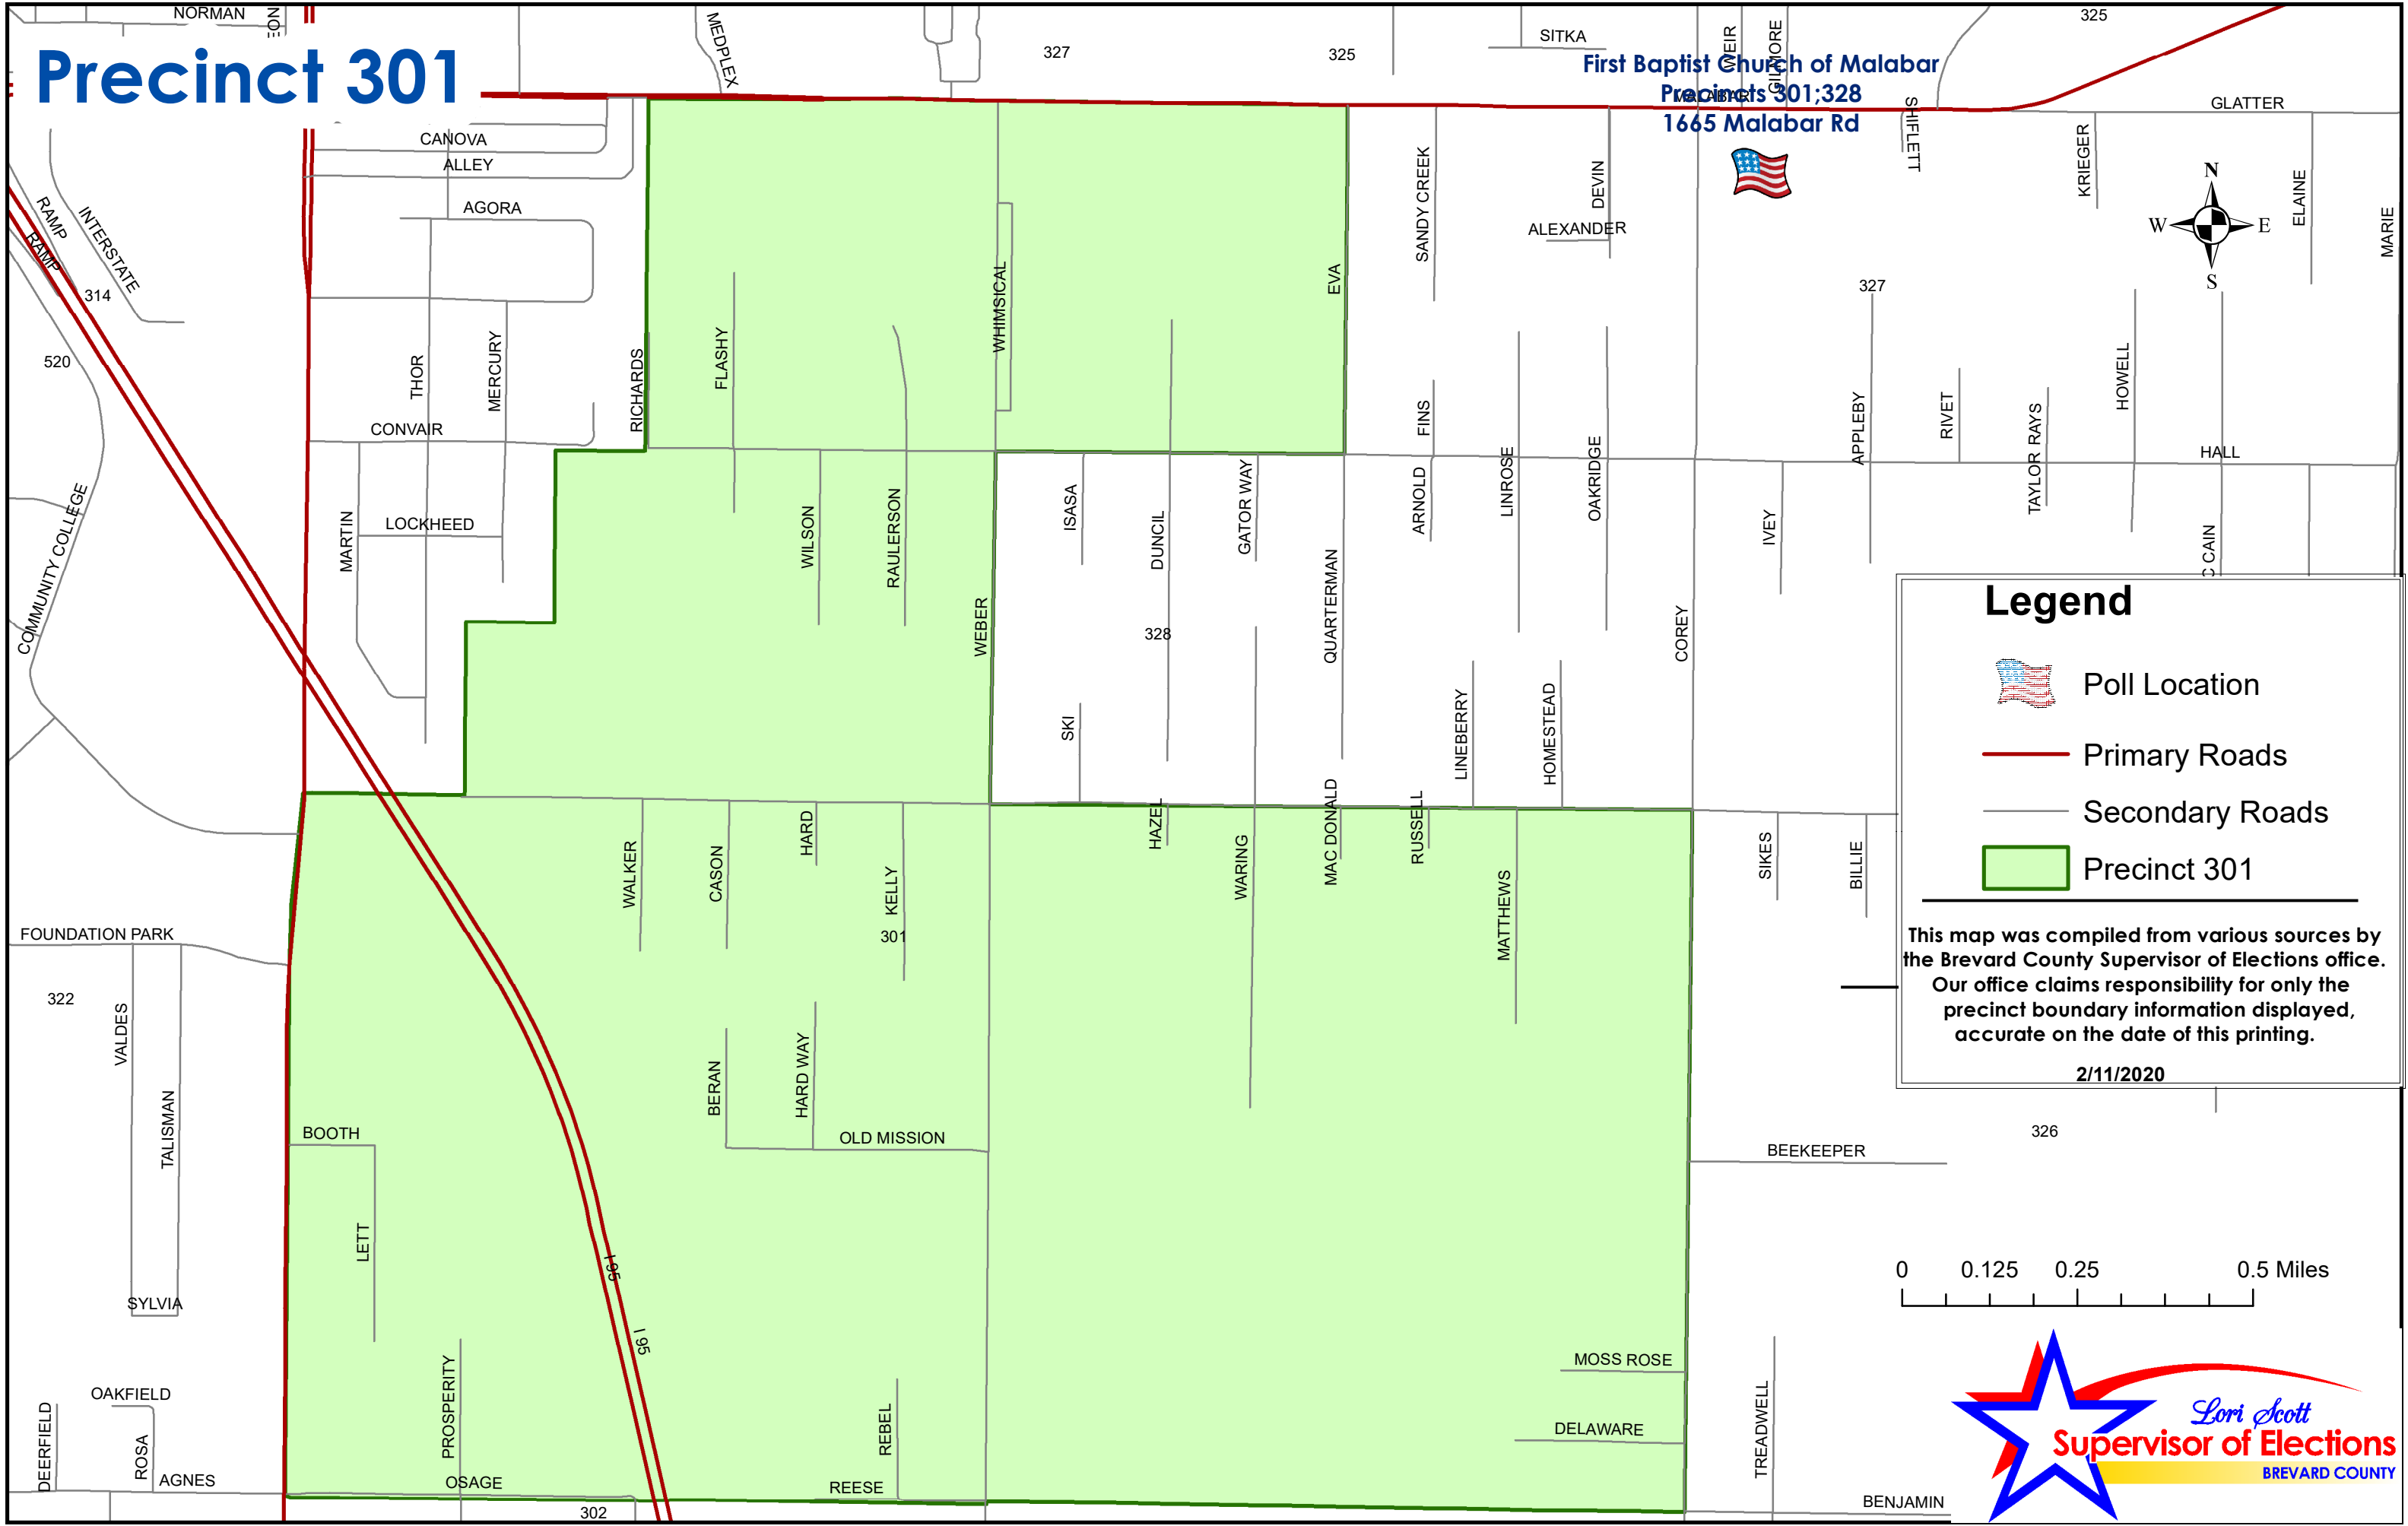 NORMAN
MEDPLEX
327
325
SITKA
WEIR
GILMORE
325
Precinct 301
First Baptist Church of Malabar
Precincts 301;328
1665 Malabar Rd
SHIFLETT
GLATTER
KRIEGER
ELAINE
MARIE
N
W
E
S
CANOVA
ALLEY
AGORA
RAMP
RAMP
INTERSTATE
314
520
THOR
MERCURY
RICHARDS
FLASHY
WHIMSICAL
EVA
SANDY CREEK
DEVIN
ALEXANDER
327
CONVAIR
FINS
APPLEBY
RIVET
TAYLOR RAYS
HOWELL
HALL
COMMUNITY COLLEGE
MARTIN
LOCKHEED
WILSON
RAULERSON
WEBER
ISASA
DUNCIL
GATOR WAY
QUARTERMAN
ARNOLD
LINROSE
OAKRIDGE
COREY
IVEY
C CAIN
328
SKI
LINEBERRY
HOMESTEAD
Legend
Poll Location
Primary Roads
Secondary Roads
Precinct 301
This map was compiled from various sources by
the Brevard County Supervisor of Elections office.
Our office claims responsibility for only the
precinct boundary information displayed,
accurate on the date of this printing.
2/11/2020
WALKER
CASON
HARD
KELLY
301
HAZEL
WARING
MAC DONALD
RUSSELL
MATTHEWS
SIKES
BILLIE
FOUNDATION PARK
322
VALDES
TALISMAN
SYLVIA
BOOTH
LETT
BERAN
HARD WAY
OLD MISSION
BEEKEEPER
326
I 95
I 95
0 0.125 0.25 0.5 Miles
OAKFIELD
DEERFIELD
ROSA
AGNES
PROSPERITY
OSAGE
302
REBEL
REESE
MOSS ROSE
DELAWARE
TREADWELL
BENJAMIN
Lori Scott
Supervisor of Elections
BREVARD COUNTY